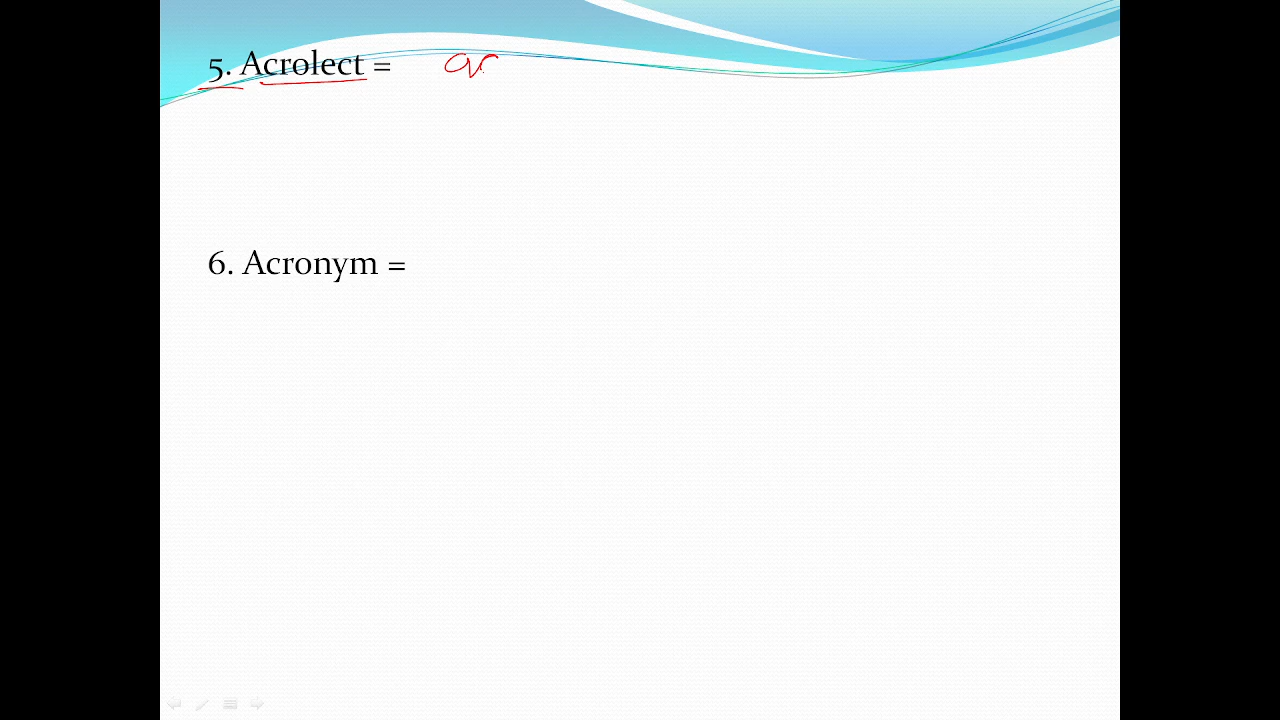 5. Acrolect =
6. Acronym =